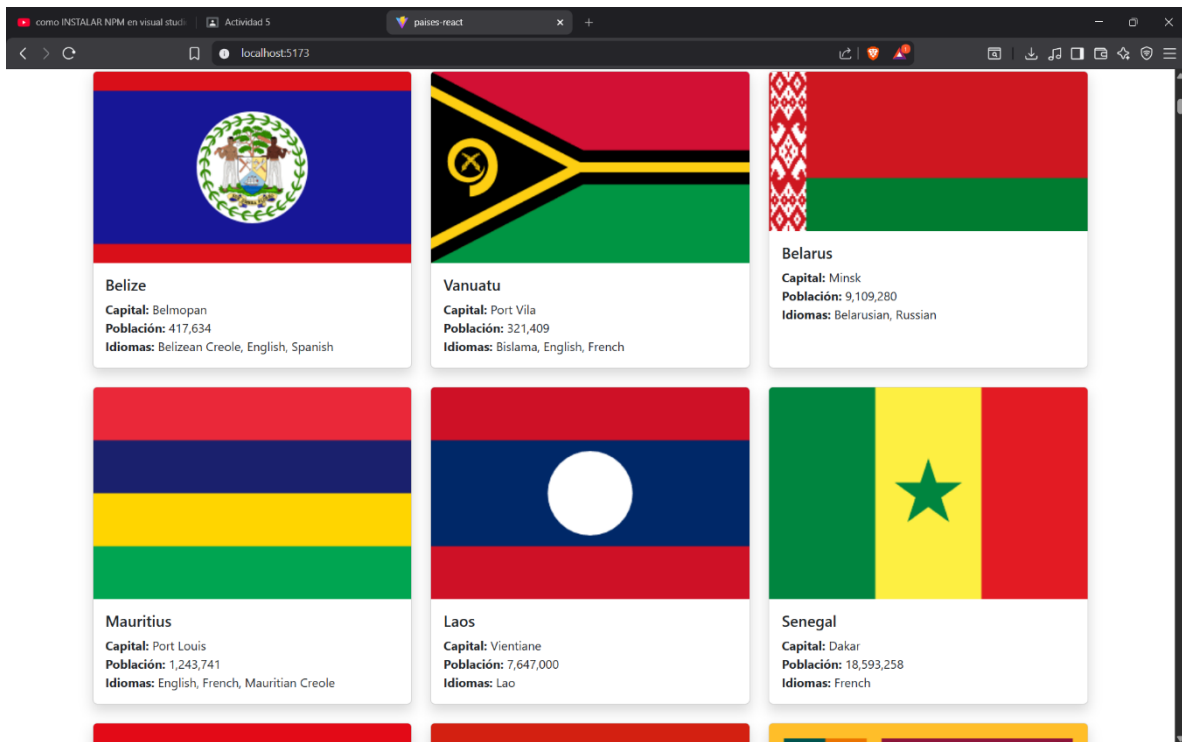 como INSTALAR NPM en visual studi
Actividad 5
paises-react
localhost:5173
Belize
Capital: Belmopan
Población: 417,634
Idiomas: Belizean Creole, English, Spanish
Vanuatu
Capital: Port Vila
Población: 321,409
Idiomas: Bislama, English, French
Belarus
Capital: Minsk
Población: 9,109,280
Idiomas: Belarusian, Russian
Mauritius
Capital: Port Louis
Población: 1,243,741
Idiomas: English, French, Mauritian Creole
Laos
Capital: Vientiane
Población: 7,647,000
Idiomas: Lao
Senegal
Capital: Dakar
Población: 18,593,258
Idiomas: French